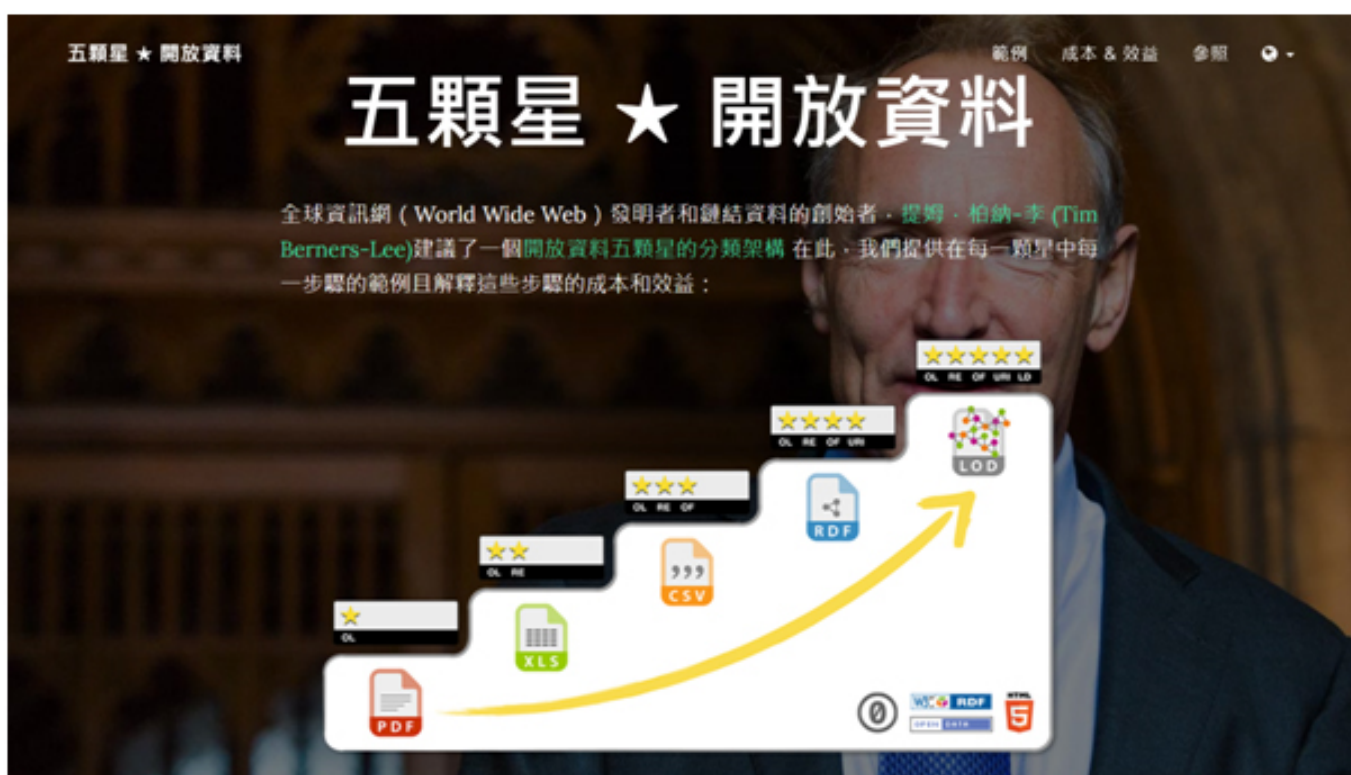 五顆星 ★ 開放資料
範例 成本 & 效益 參照
五顆星 ★ 開放資料
全球資訊網 ( World Wide Web ) 發明者和鏈結資料的創始者，提姆．柏納-李 (Tim
Berners-Lee)建議了一個開放資料五顆星的分類架構 在此，我們提供在每一顆星中每
一步驟的範例且解釋這些步驟的成本和效益：
★★★★★
OL RE OF URI LD
★★★★
OL RE OF URI
LOD
★★★
OL RE OF
RDF
★★
OL RE
CSV
★
OL
XLS
PDF
W3C RDF
OPEN DATA
HTML
5